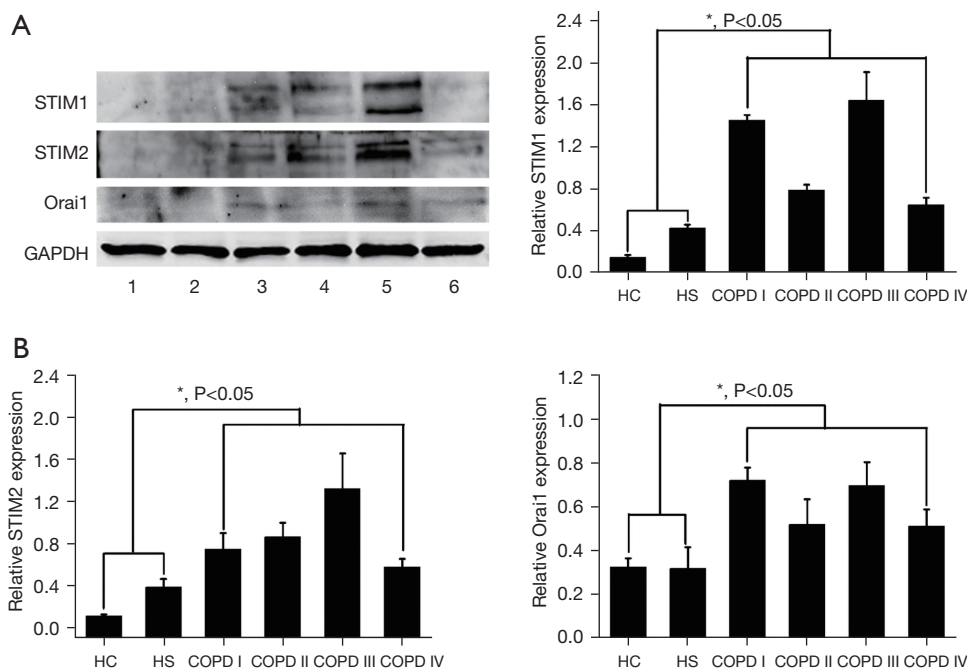 A
STIM1
STIM2
Orai1
GAPDH
1 2 3 4 5 6
Relative STIM1 expression
2.4
2.0
1.6
1.2
0.8
0.4
0.0
*, P<0.05
HC HS COPD I COPD II COPD III COPD IV
B
Relative STIM2 expression
2.4
2.0
1.6
1.2
0.8
0.4
0.0
*, P<0.05
HC HS COPD I COPD II COPD III COPD IV
Relative Orai1 expression
1.2
1.0
0.8
0.6
0.4
0.2
0.0
*, P<0.05
HC HS COPD I COPD II COPD III COPD IV